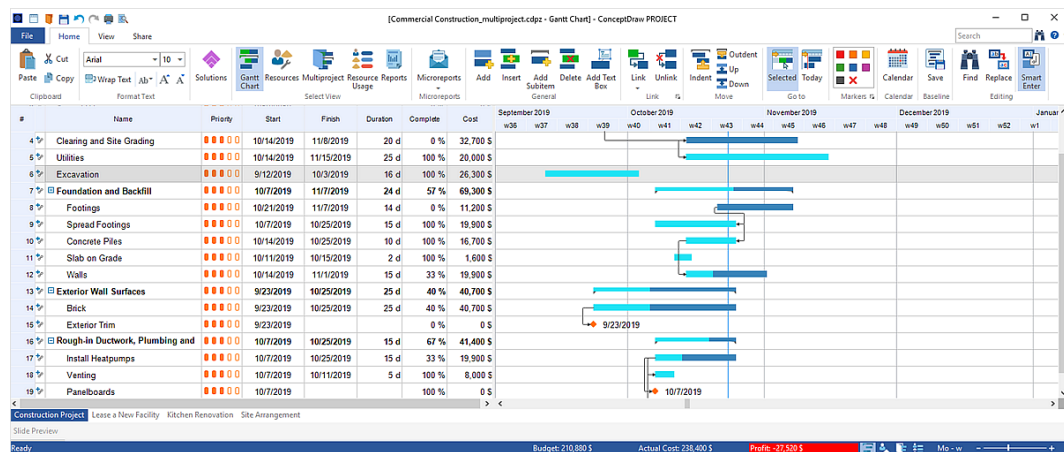 [Commercial Construction_multiproject.cdpz - Gantt Chart] - ConceptDraw PROJECT
File Home View Share Search
Paste Cut Copy Arial 10 Wrap Text Solutions Gantt Chart Resources Multiproject Resource Usage Reports Microreports Add Insert Add Subitem Delete Add Text Box Link Unlink Indent Outdent Up Down Selected Today Calendar Save Find Replace Smart Enter
Clipboard Format Text Select View Microreports General Link Move Go to Markers Calendar Baseline Editing
# Name Priority Start Finish Duration Complete Cost September 2019 October 2019 November 2019 December 2019 Januar
w36 w37 w38 w39 w40 w41 w42 w43 w44 w45 w46 w47 w48 w49 w50 w51 w52 w1
4 Clearing and Site Grading 10/14/2019 11/8/2019 20 d 0 % 32,700 $
5 Utilities 10/14/2019 11/15/2019 25 d 100 % 20,000 $
6 Excavation 9/12/2019 10/3/2019 16 d 100 % 26,300 $
7 Foundation and Backfill 10/7/2019 11/7/2019 24 d 57 % 69,300 $
8 Footings 10/21/2019 11/7/2019 14 d 0 % 11,200 $
9 Spread Footings 10/7/2019 10/25/2019 15 d 100 % 19,900 $
10 Concrete Piles 10/14/2019 10/25/2019 10 d 100 % 16,700 $
11 Slab on Grade 10/11/2019 10/15/2019 2 d 100 % 1,600 $
12 Walls 10/14/2019 11/1/2019 15 d 33 % 19,900 $
13 Exterior Wall Surfaces 9/23/2019 10/25/2019 25 d 40 % 40,700 $
14 Brick 9/23/2019 10/25/2019 25 d 40 % 40,700 $
15 Exterior Trim 9/23/2019 0 % 0 $ 9/23/2019
16 Rough-in Ductwork, Plumbing and 10/7/2019 10/25/2019 15 d 67 % 41,400 $
17 Install Heatpumps 10/7/2019 10/25/2019 15 d 33 % 19,900 $
18 Venting 10/7/2019 10/11/2019 5 d 100 % 8,000 $
19 Panelboards 10/7/2019 100 % 0 $ 10/7/2019
Construction Project Lease a New Facility Kitchen Renovation Site Arrangement
Slide Preview
Ready Budget: 210,880 $ Actual Cost: 238,400 $ Profit: -27,520 $ Mo - w